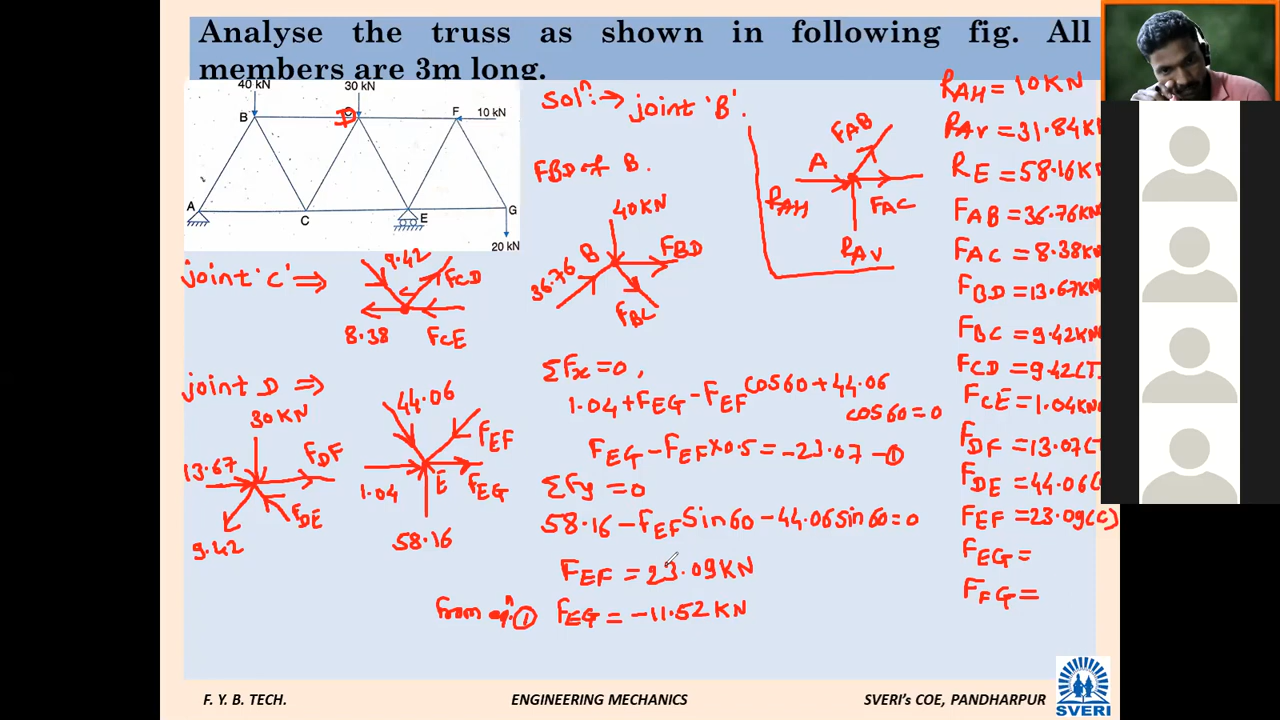 Analyse the truss as shown in following fig. All
members are 3m long.
40 kN
30 kN
B
D
F
10 kN
A
C
E
G
20 kN
Solⁿ:→ joint 'B'.
FBD of B.
40KN
B
36.76
FBD
FBC
FAB
A
RAH
FAC
RAV
RAH = 10KN
RAV = 31.84K
RE = 58.16KN
FAB = 36.76KN
FAC = 8.38KN
FBD = 13.67KN
FBC = 9.42KN
FCD = 9.42(T
FCE = 1.04KN
FDF = 13.07(T
FDE = 44.06(
FEF = 23.09(C)
FEG =
FFG =
joint 'C' ⇒
9.42
FCD
8.38
FCE
joint D ⇒
30KN
13.67
FDF
FDE
9.42
44.06
FEF
1.04
E
FEG
58.16
ΣFx = 0,
1.04 + FEG - FEF cos60 + 44.06
cos60 = 0
FEG - FEF × 0.5 = -23.07 -①
ΣFy = 0
58.16 - FEF sin60 - 44.06 sin60 = 0
FEF = 23.09KN
from eqⁿ.① FEG = -11.52 KN
F. Y. B. TECH.
ENGINEERING MECHANICS
SVERI's COE, PANDHARPUR
SVERI